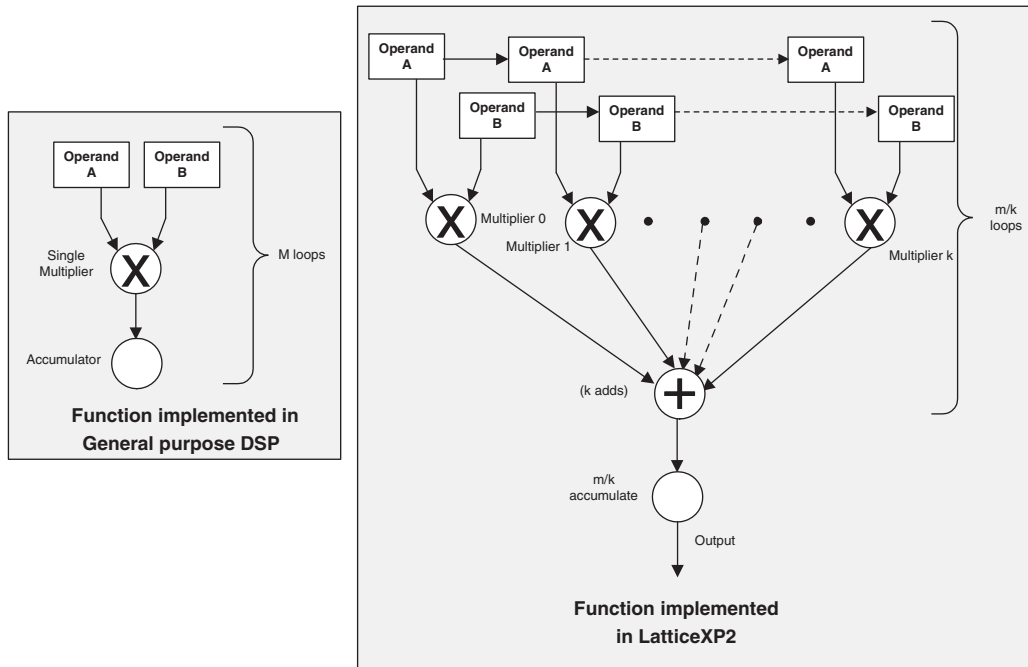 Operand
A
Operand
B
Single
Multiplier
X
M loops
Accumulator
Function implemented in
General purpose DSP
Operand
A
Operand
A
Operand
A
Operand
B
Operand
B
Operand
B
X
Multiplier 0
X
Multiplier 1
X
Multiplier k
m/k
loops
(k adds)
+
m/k
accumulate
Output
Function implemented
in LatticeXP2